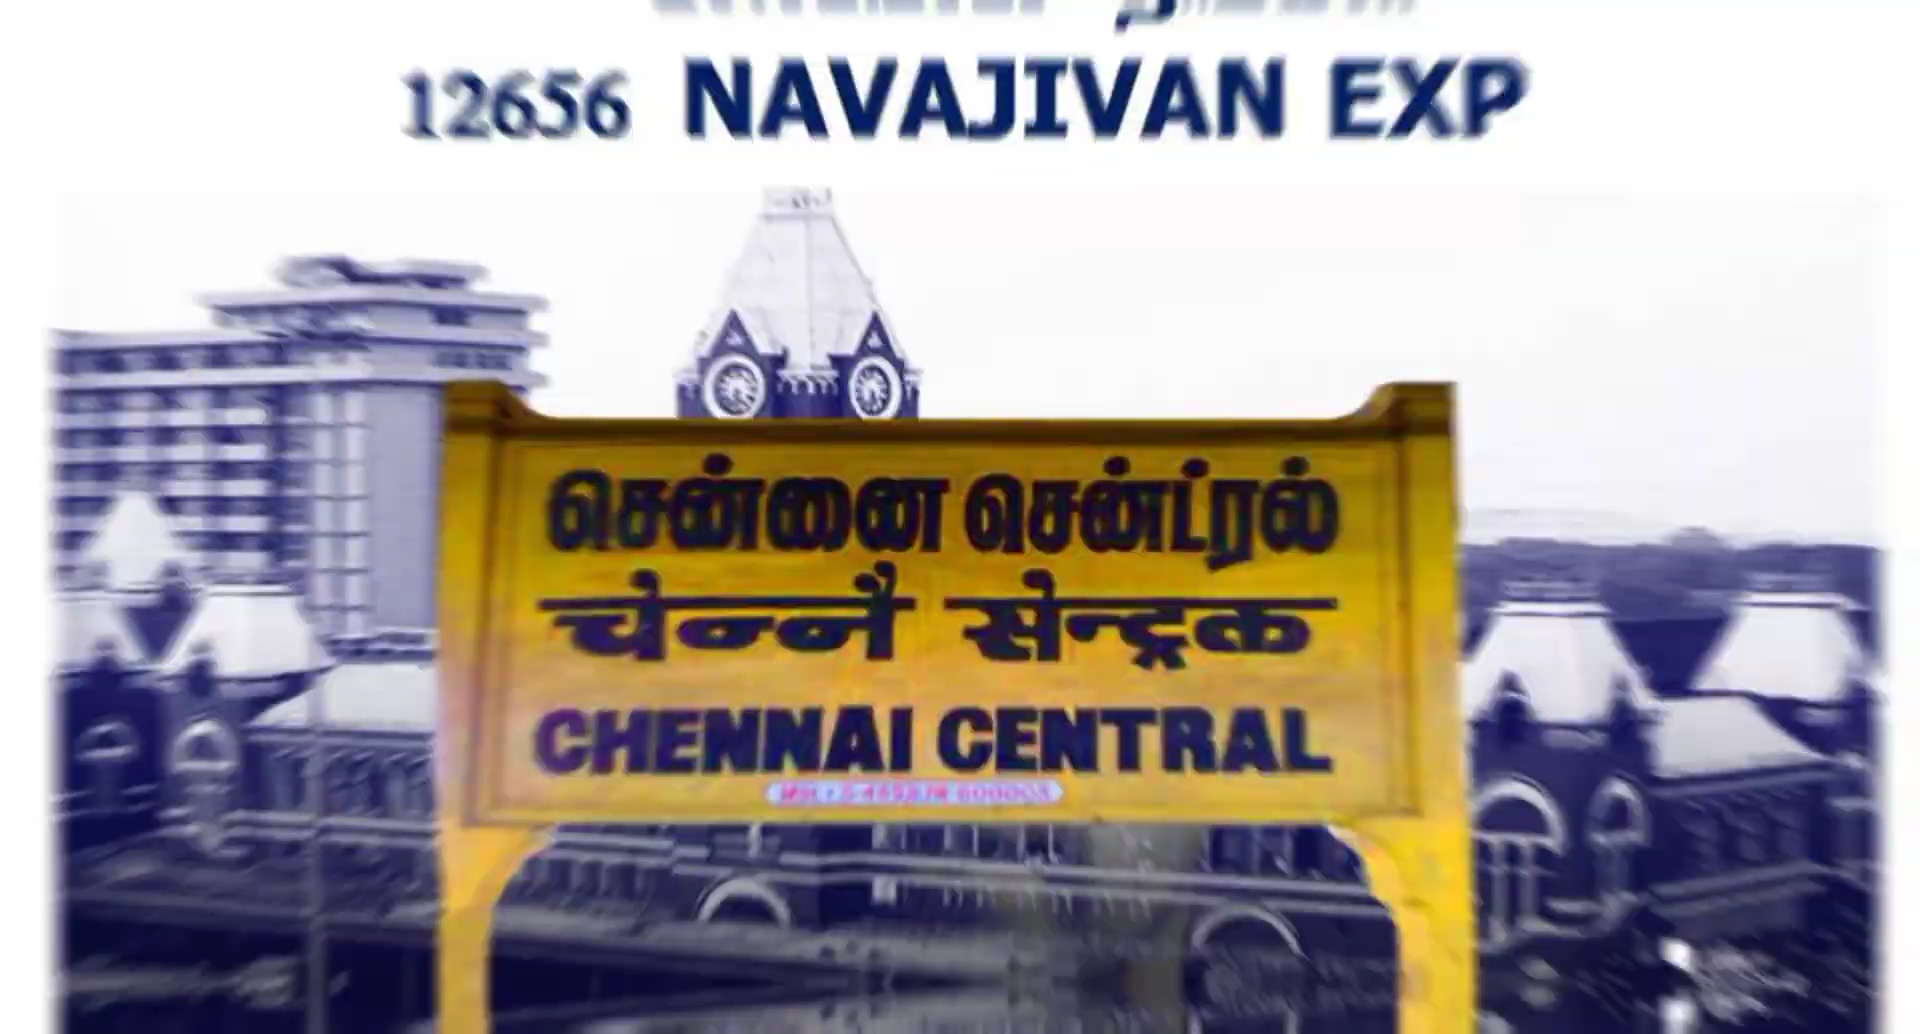 12656 NAVAJIVAN EXP
சென்னை சென்ட்ரல்
चेन्नै सेन्ट्रल
CHENNAI CENTRAL